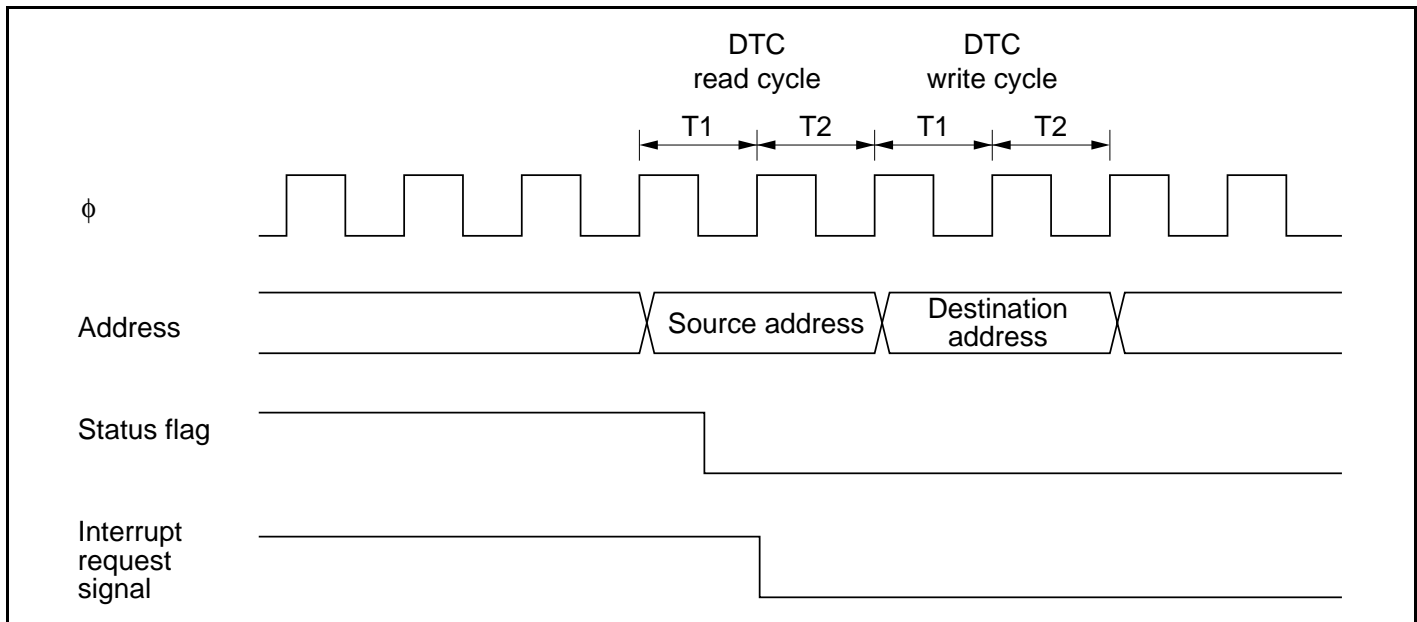 DTC
read cycle
DTC
write cycle
T1
T2
T1
T2
ϕ
Address
Source address
Destination
address
Status flag
Interrupt
request
signal